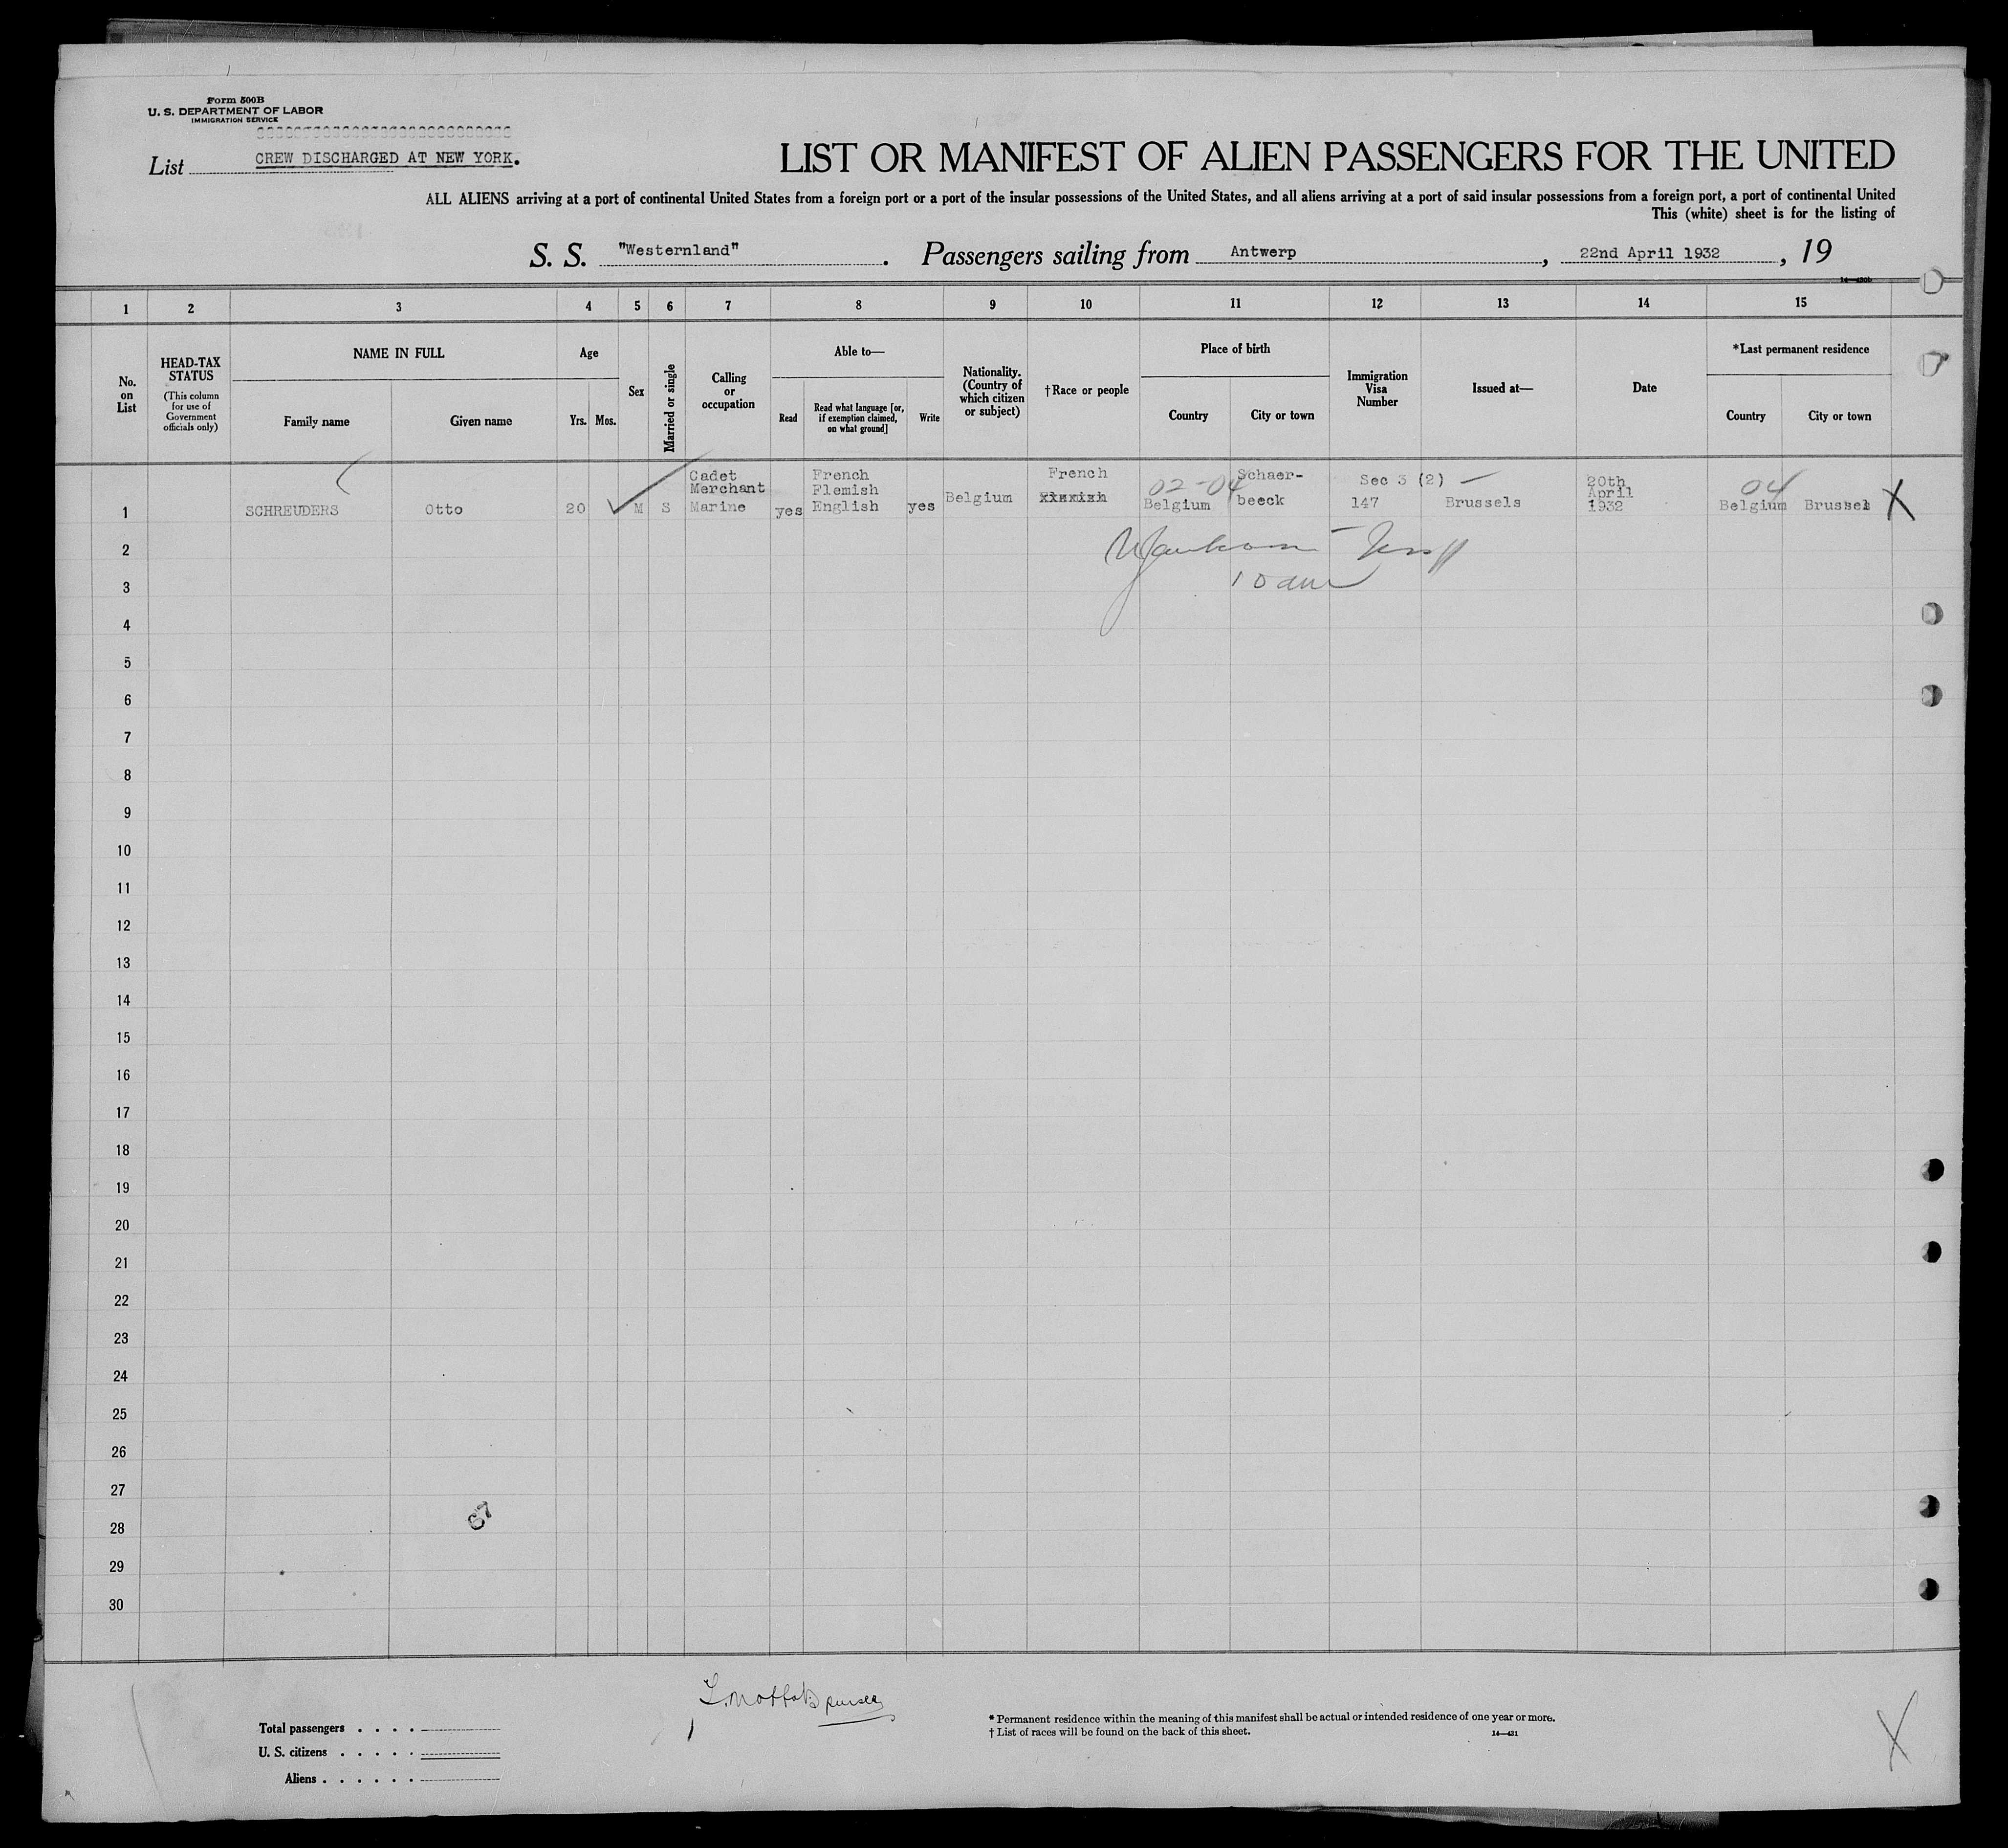 Form 500B
U. S. DEPARTMENT OF LABOR
IMMIGRATION SERVICE
List CREW DISCHARGED AT NEW YORK.
LIST OR MANIFEST OF ALIEN PASSENGERS FOR THE UNITED
ALL ALIENS arriving at a port of continental United States from a foreign port or a port of the insular possessions of the United States, and all aliens arriving at a port of said insular possessions from a foreign port, a port of continental United
This (white) sheet is for the listing of
S. S. "Westernland" . Passengers sailing from Antwerp , 22nd April 1932 , 19
14—430b
1 2 3 4 5 6 7 8 9 10 11 12 13 14 15
No. on List
HEAD-TAX STATUS
(This column for use of Government officials only)
NAME IN FULL
Family name
Given name
Age
Yrs. Mos.
Sex
Married or single
Calling or occupation
Able to—
Read
Read what language [or, if exemption claimed, on what ground]
Write
Nationality. (Country of which citizen or subject)
†Race or people
Place of birth
Country
City or town
Immigration Visa Number
Issued at—
Date
*Last permanent residence
Country
City or town
1 SCHREUDERS Otto 20 M S Cadet Merchant Marine yes French Flemish English yes Belgium French 02-04 Belgium Schaer-beeck Sec 3 (2) 147 Brussels 20th April 1932 04 Belgium Brussels X
2
3 10 am
4
5
6
7
8
9
10
11
12
13
14
15
16
17
18
19
20
21
22
23
24
25
26
27
28
29
30
67
purser
Total passengers . . . .
U. S. citizens . . . . .
Aliens . . . . . .
* Permanent residence within the meaning of this manifest shall be actual or intended residence of one year or more.
† List of races will be found on the back of this sheet.
14—431
X